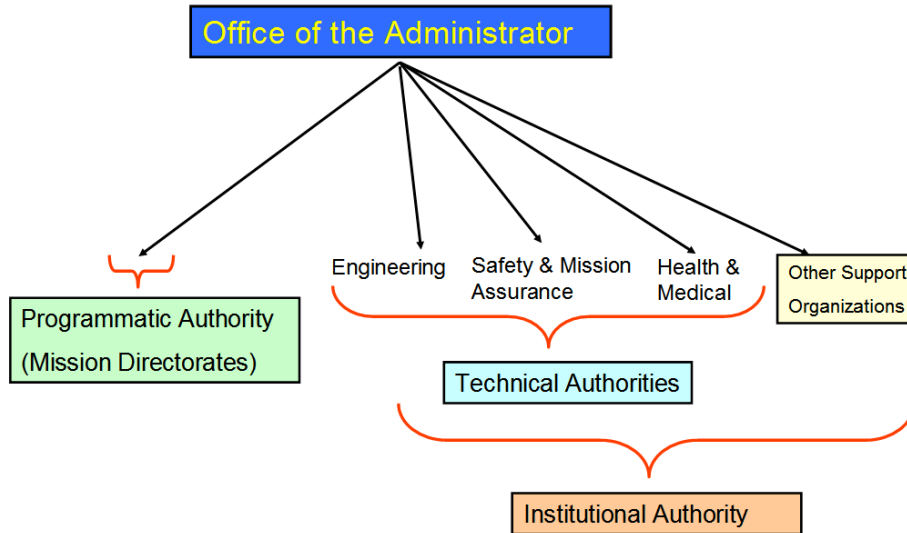 Office of the Administrator
Engineering
Safety & Mission
Assurance
Health &
Medical
Other Support
Organizations
Programmatic Authority
(Mission Directorates)
Technical Authorities
Institutional Authority